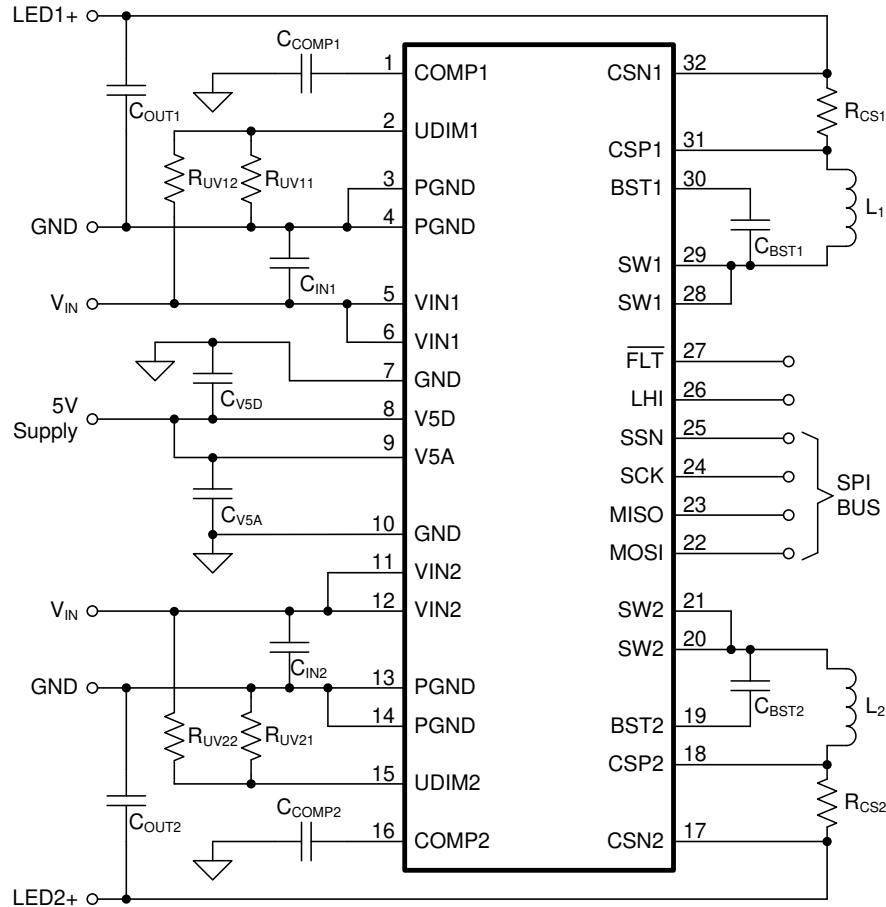 LED1+
C_COMP1
1 COMP1
CSN1 32
C_OUT1
R_CS1
2 UDIM1
CSP1 31
R_UV12 R_UV11
3 PGND
BST1 30
L1
GND 4 PGND
C_BST1
C_IN1
SW1 29
V_IN 5 VIN1
SW1 28
6 VIN1
7 GND
FLT 27
C_V5D
5V
Supply
8 V5D
LHI 26
9 V5A
SSN 25
SCK 24
SPI
BUS
C_V5A
MISO 23
10 GND
MOSI 22
11 VIN2
V_IN 12 VIN2
SW2 21
C_IN2
SW2 20
GND 13 PGND
C_BST2
L2
14 PGND
BST2 19
R_UV22 R_UV21
CSP2 18
15 UDIM2
C_OUT2
C_COMP2
R_CS2
16 COMP2
CSN2 17
LED2+